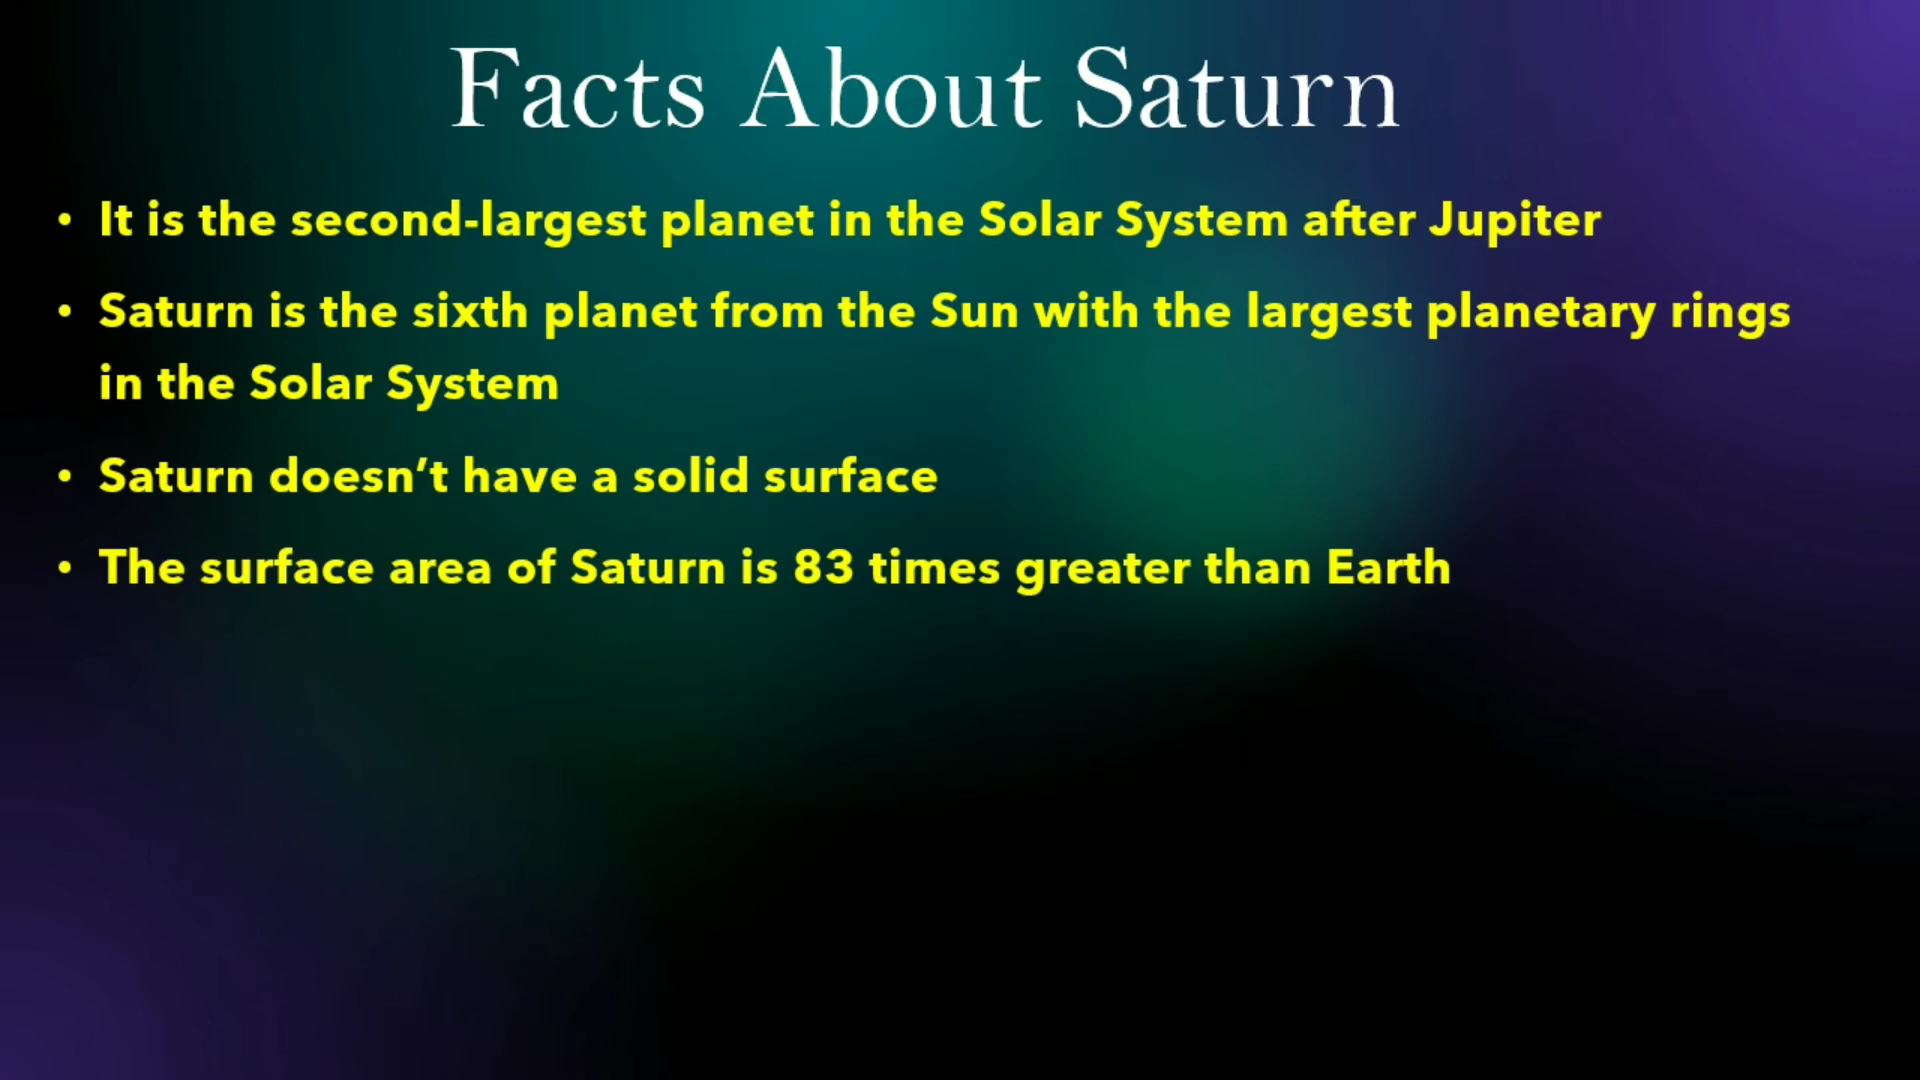 Facts About Saturn
• It is the second-largest planet in the Solar System after Jupiter
• Saturn is the sixth planet from the Sun with the largest planetary rings
in the Solar System
• Saturn doesn’t have a solid surface
• The surface area of Saturn is 83 times greater than Earth